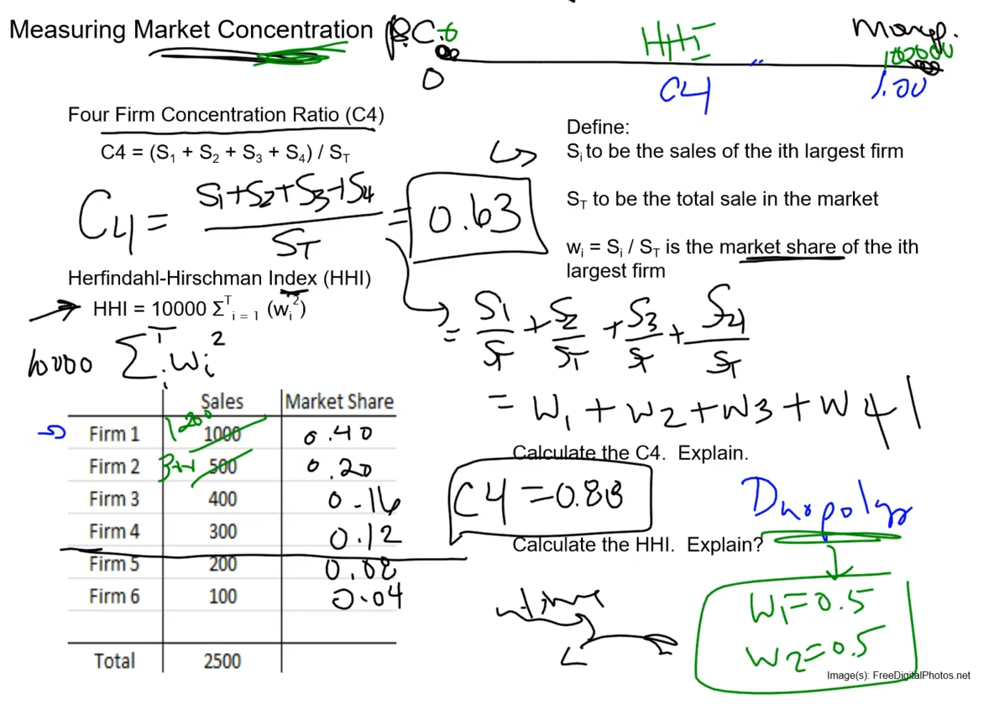 Measuring Market Concentration P.C. 0
HHI
Monop.
10000
0
C4
1.00
Four Firm Concentration Ratio (C4)
C4 = (S1 + S2 + S3 + S4) / ST
Define:
Si to be the sales of the ith largest firm
ST to be the total sale in the market
wi = Si / ST is the market share of the ith
largest firm
C4 = S1+S2+S3+S4 / ST = 0.63
Herfindahl-Hirschman Index (HHI)
HHI = 10000 Σ T i = 1 (wi2)
10000 Σ T i wi 2
= S1/ST + S2/ST + S3/ST + S4/ST
= W1 + W2 + W3 + W4
Sales Market Share
Firm 1 1200 1000 0.40
Firm 2 500 0.20
Firm 3 400 0.16
Firm 4 300 0.12
Firm 5 200 0.08
Firm 6 100 0.04
Total 2500
Calculate the C4. Explain.
C4 = 0.88
Duopoly
Calculate the HHI. Explain?
time
W1 = 0.5
W2 = 0.5
Image(s): FreeDigitalPhotos.net